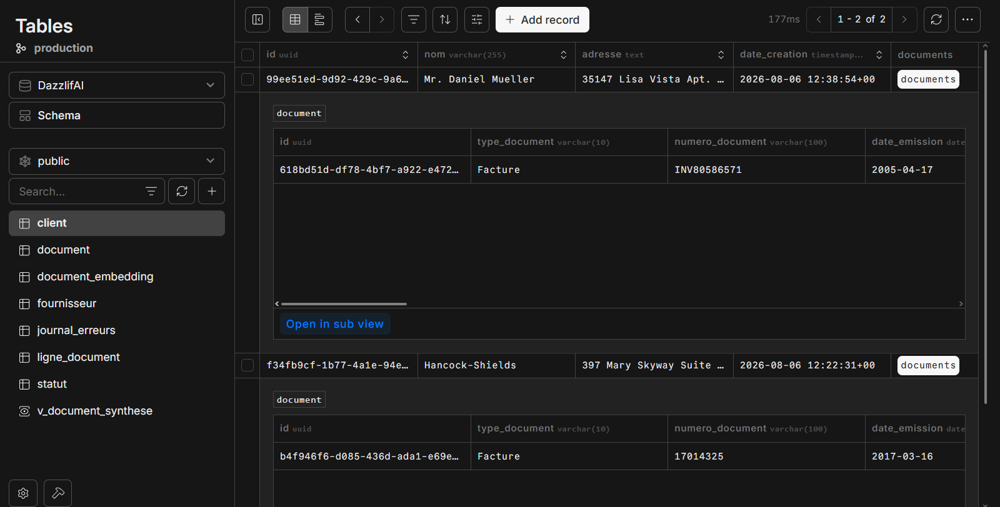 Tables
production
DazzlifAI
Schema
public
Search...
client
document
document_embedding
fournisseur
journal_erreurs
ligne_document
statut
v_document_synthese
Add record
177ms
1 - 2 of 2
id uuid nom varchar(255) adresse text date_creation timestamp... documents
99ee51ed-9d92-429c-9a6… Mr. Daniel Mueller 35147 Lisa Vista Apt. … 2026-08-06 12:38:54+00 documents
document
id uuid type_document varchar(10) numero_document varchar(100) date_emission date
618bd51d-df78-4bf7-a922-e472… Facture INV80586571 2005-04-17
Open in sub view
f34fb9cf-1b77-4a1e-94e… Hancock-Shields 397 Mary Skyway Suite … 2026-08-06 12:22:31+00 documents
document
id uuid type_document varchar(10) numero_document varchar(100) date_emission date
b4f946f6-d085-436d-ada1-e69e… Facture 17014325 2017-03-16